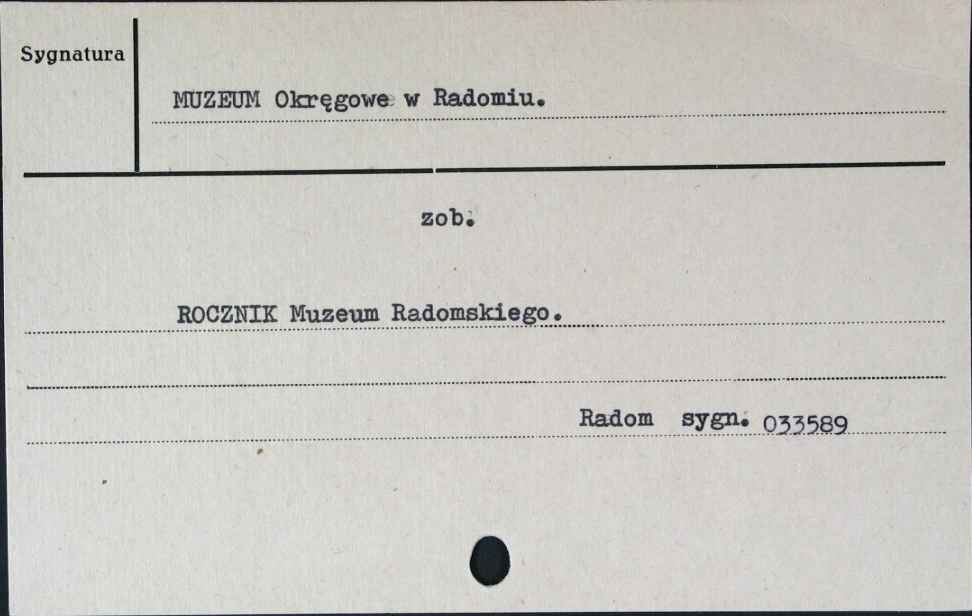 Sygnatura
MUZEUM Okręgowe w Radomiu.
zob.
ROCZNIK Muzeum Radomskiego.
Radom sygn. 033589